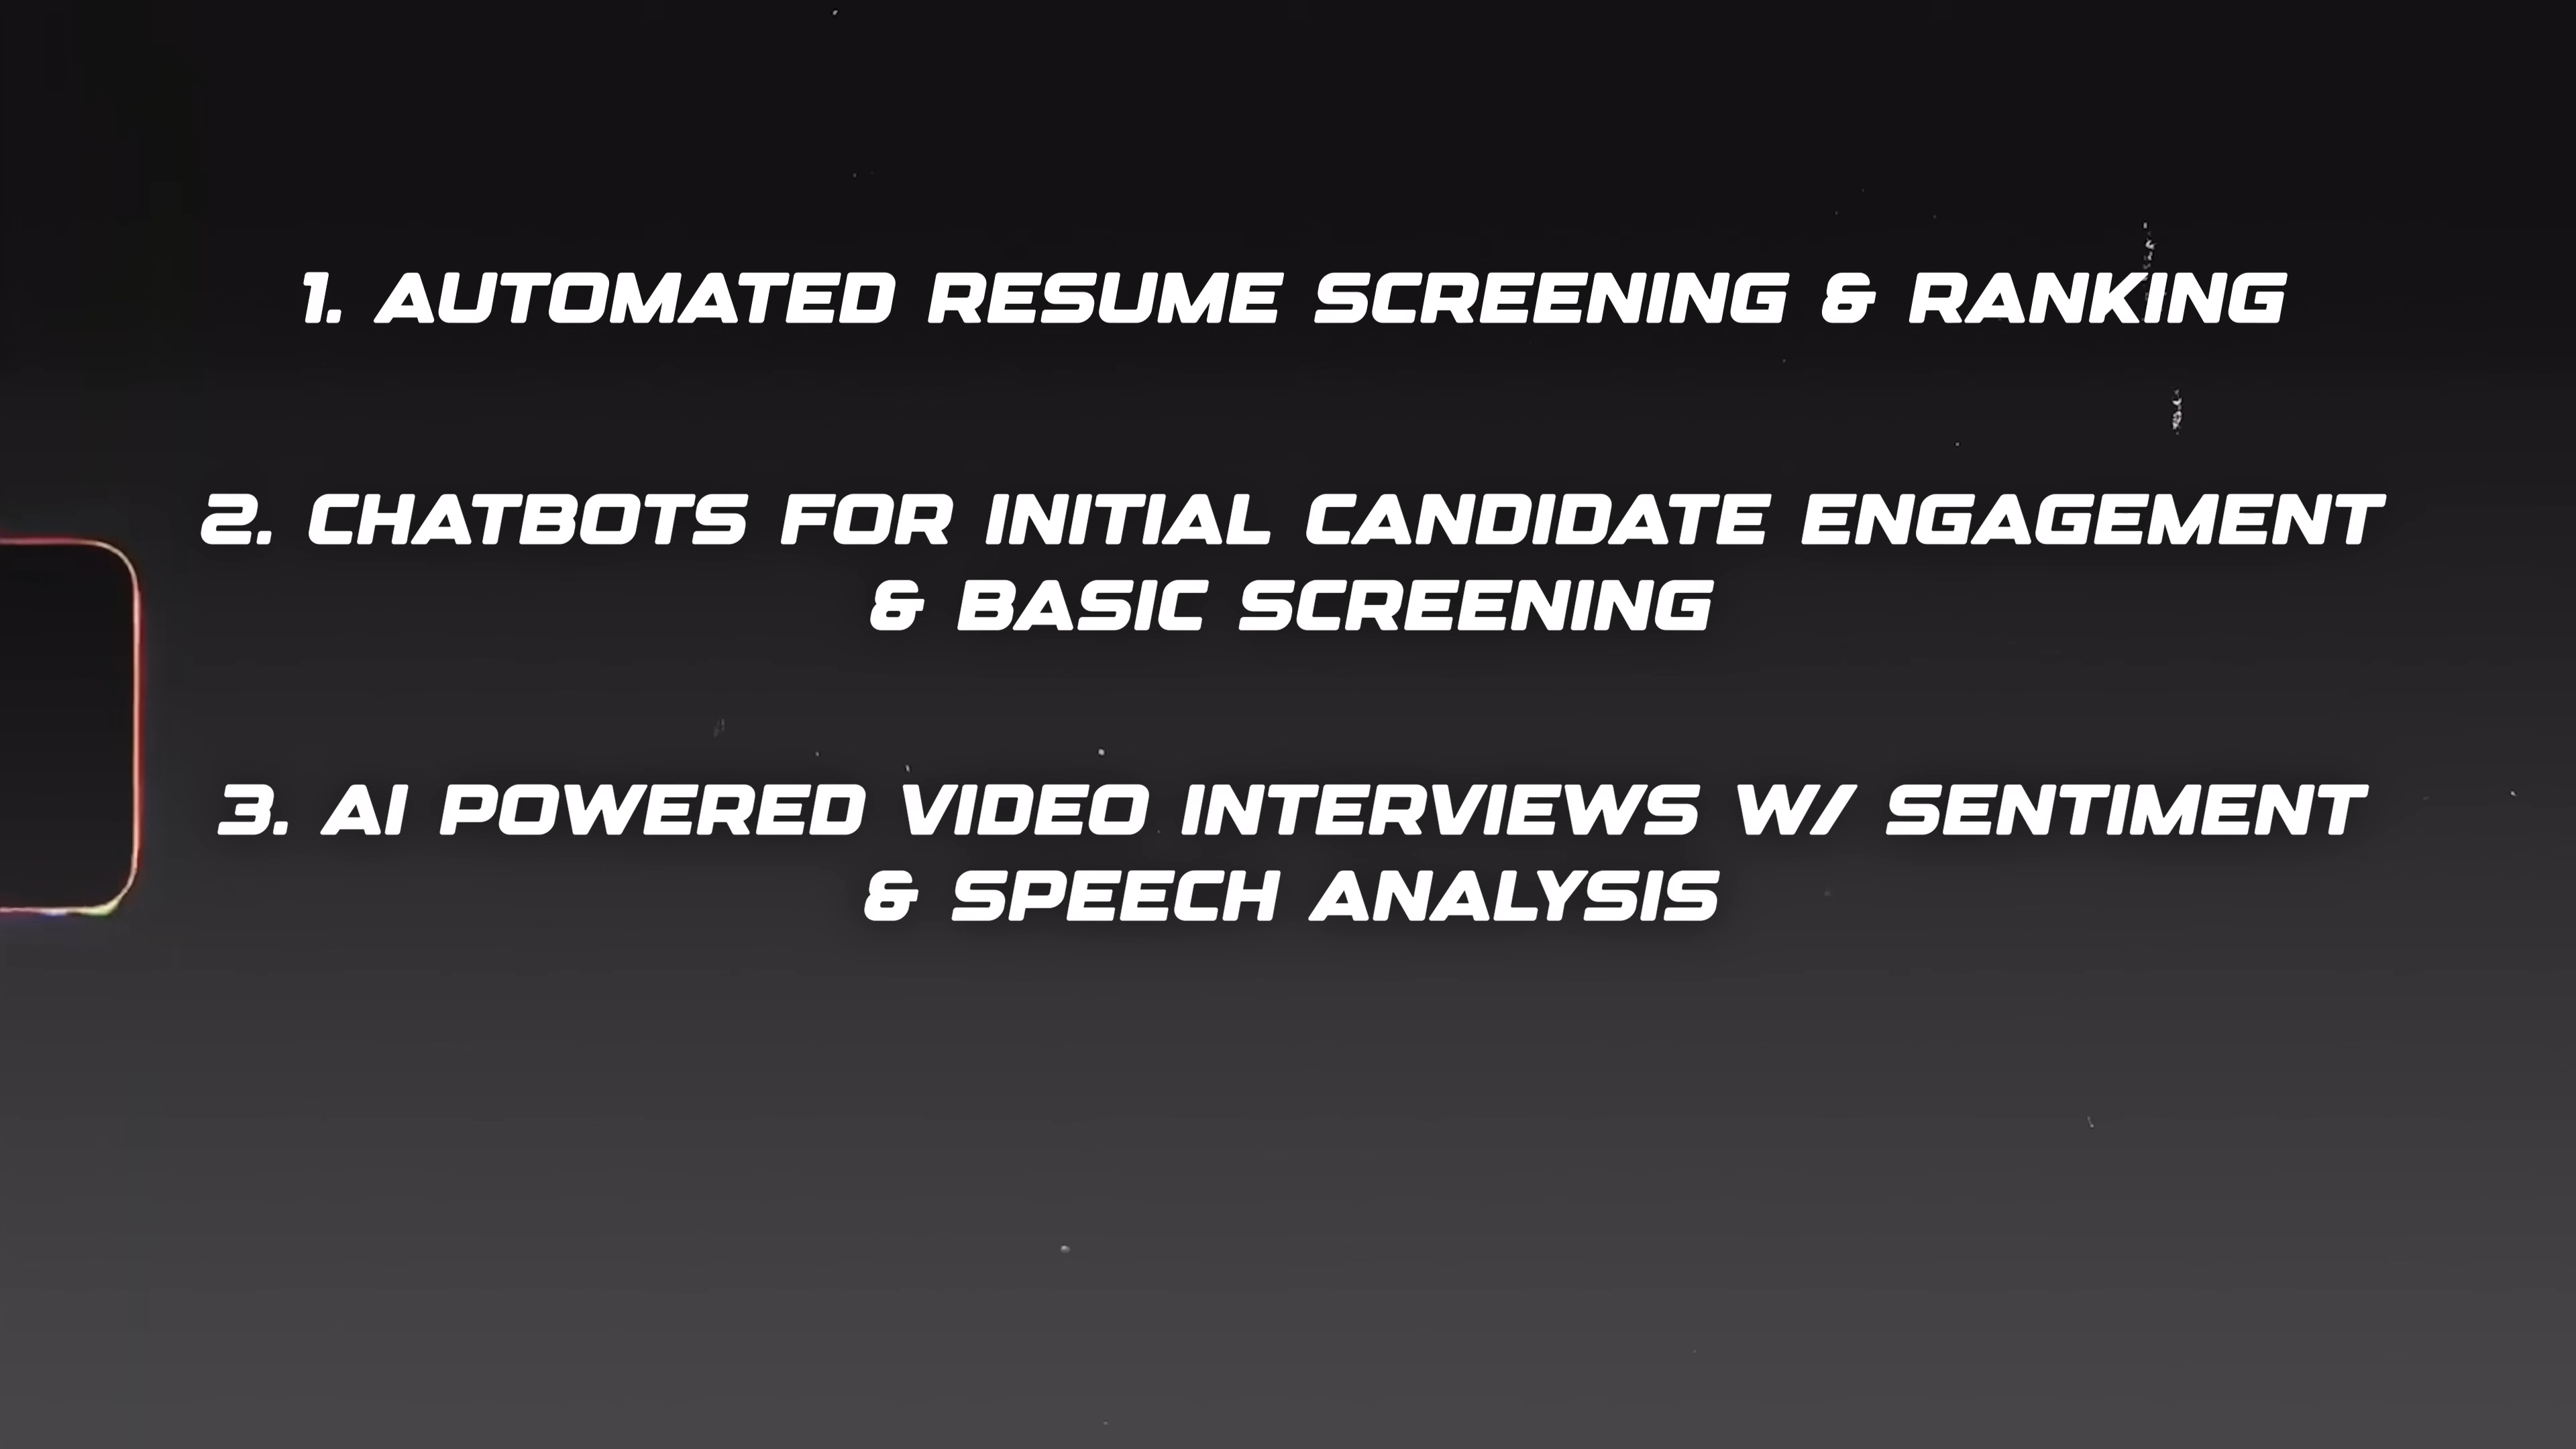 1. AUTOMATED RESUME SCREENING & RANKING
2. CHATBOTS FOR INITIAL CANDIDATE ENGAGEMENT
& BASIC SCREENING
3. AI POWERED VIDEO INTERVIEWS W/ SENTIMENT
& SPEECH ANALYSIS